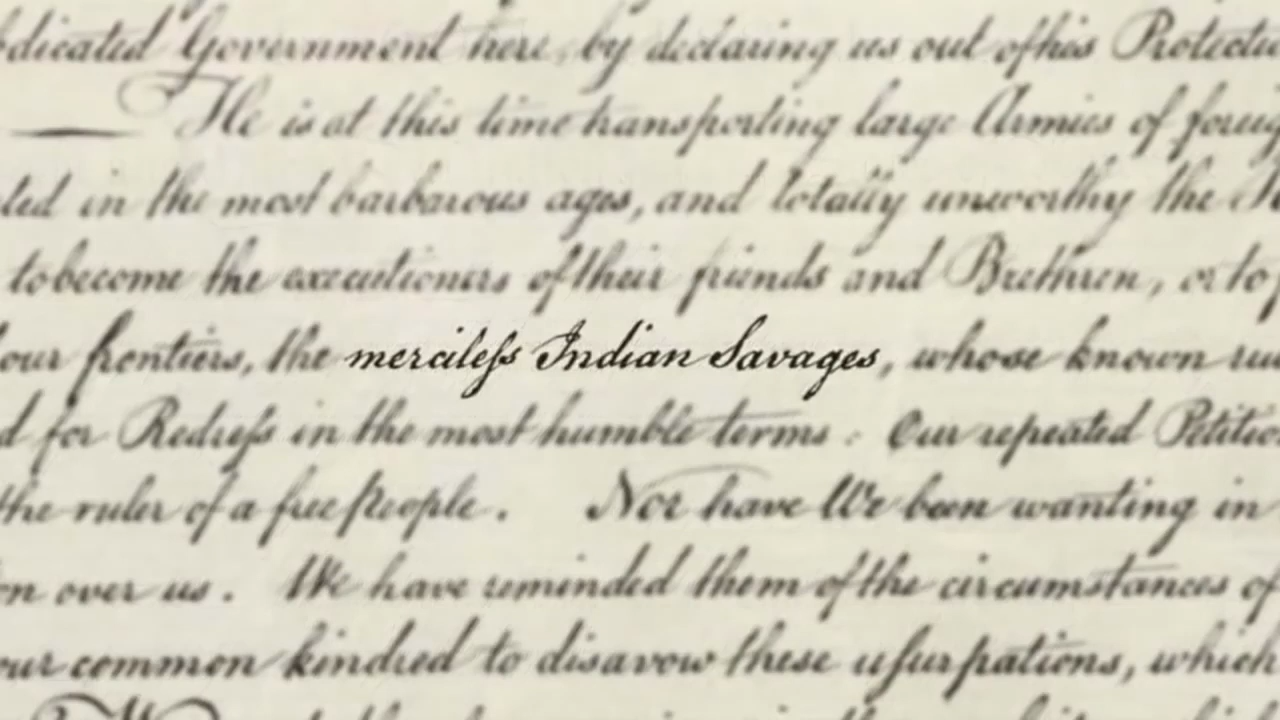 dicated Government here, by declaring us out of his Protectio
He is at this time transporting large Armies of foreig
ted in the most barbarous ages, and totally unworthy the
to become the executioners of their friends and Brethren, or to
our frontiers, the merciless Indian Savages, whose known ru
d for Redress in the most humble terms : Our repeated Petitio
the ruler of a free people . Nor have We been wanting in
on over us . We have reminded them of the circumstances of
our common kindred to disavow these usurpations, which